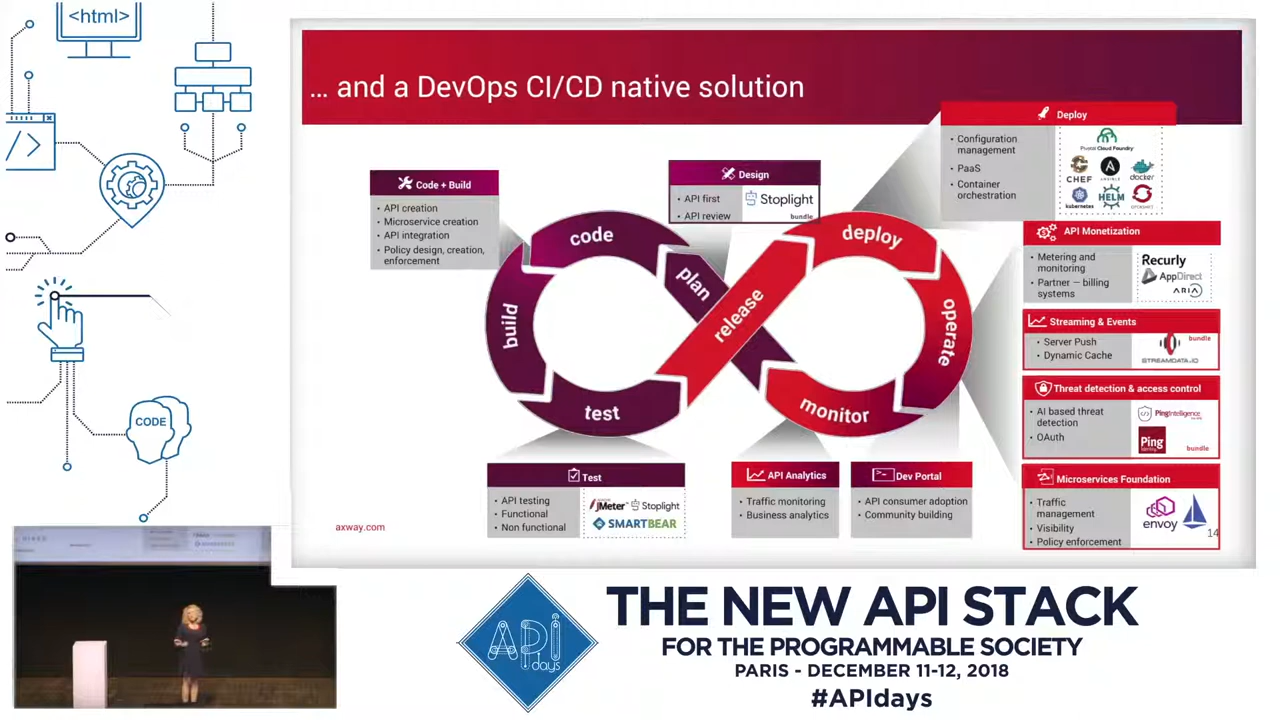 <html>
</>
CODE
… and a DevOps CI/CD native solution
Code + Build
• API creation
• Microservice creation
• API integration
• Policy design, creation,
enforcement
Design
• API first
• API review
Stoplight
bundle
Deploy
• Configuration
management
• PaaS
• Container
orchestration
Pivotal Cloud Foundry
CHEF
ANSIBLE
docker
kubernetes
HELM
OPENSHIFT
API Monetization
• Metering and
monitoring
• Partner – billing
systems
Recurly
AppDirect
ARIA
Streaming & Events
• Server Push
• Dynamic Cache
bundle
STREAMDATA.IO
Threat detection & access control
• AI based threat
detection
• OAuth
PingIntelligence
Ping
bundle
Microservices Foundation
• Traffic
management
• Visibility
• Policy enforcement
envoy
14
code
plan
build
test
release
deploy
operate
monitor
Test
• API testing
• Functional
• Non functional
JMeter
Stoplight
SMARTBEAR
API Analytics
• Traffic monitoring
• Business analytics
Dev Portal
• API consumer adoption
• Community building
axway.com
APi
days
THE NEW API STACK
FOR THE PROGRAMMABLE SOCIETY
PARIS - DECEMBER 11-12, 2018
#APIdays